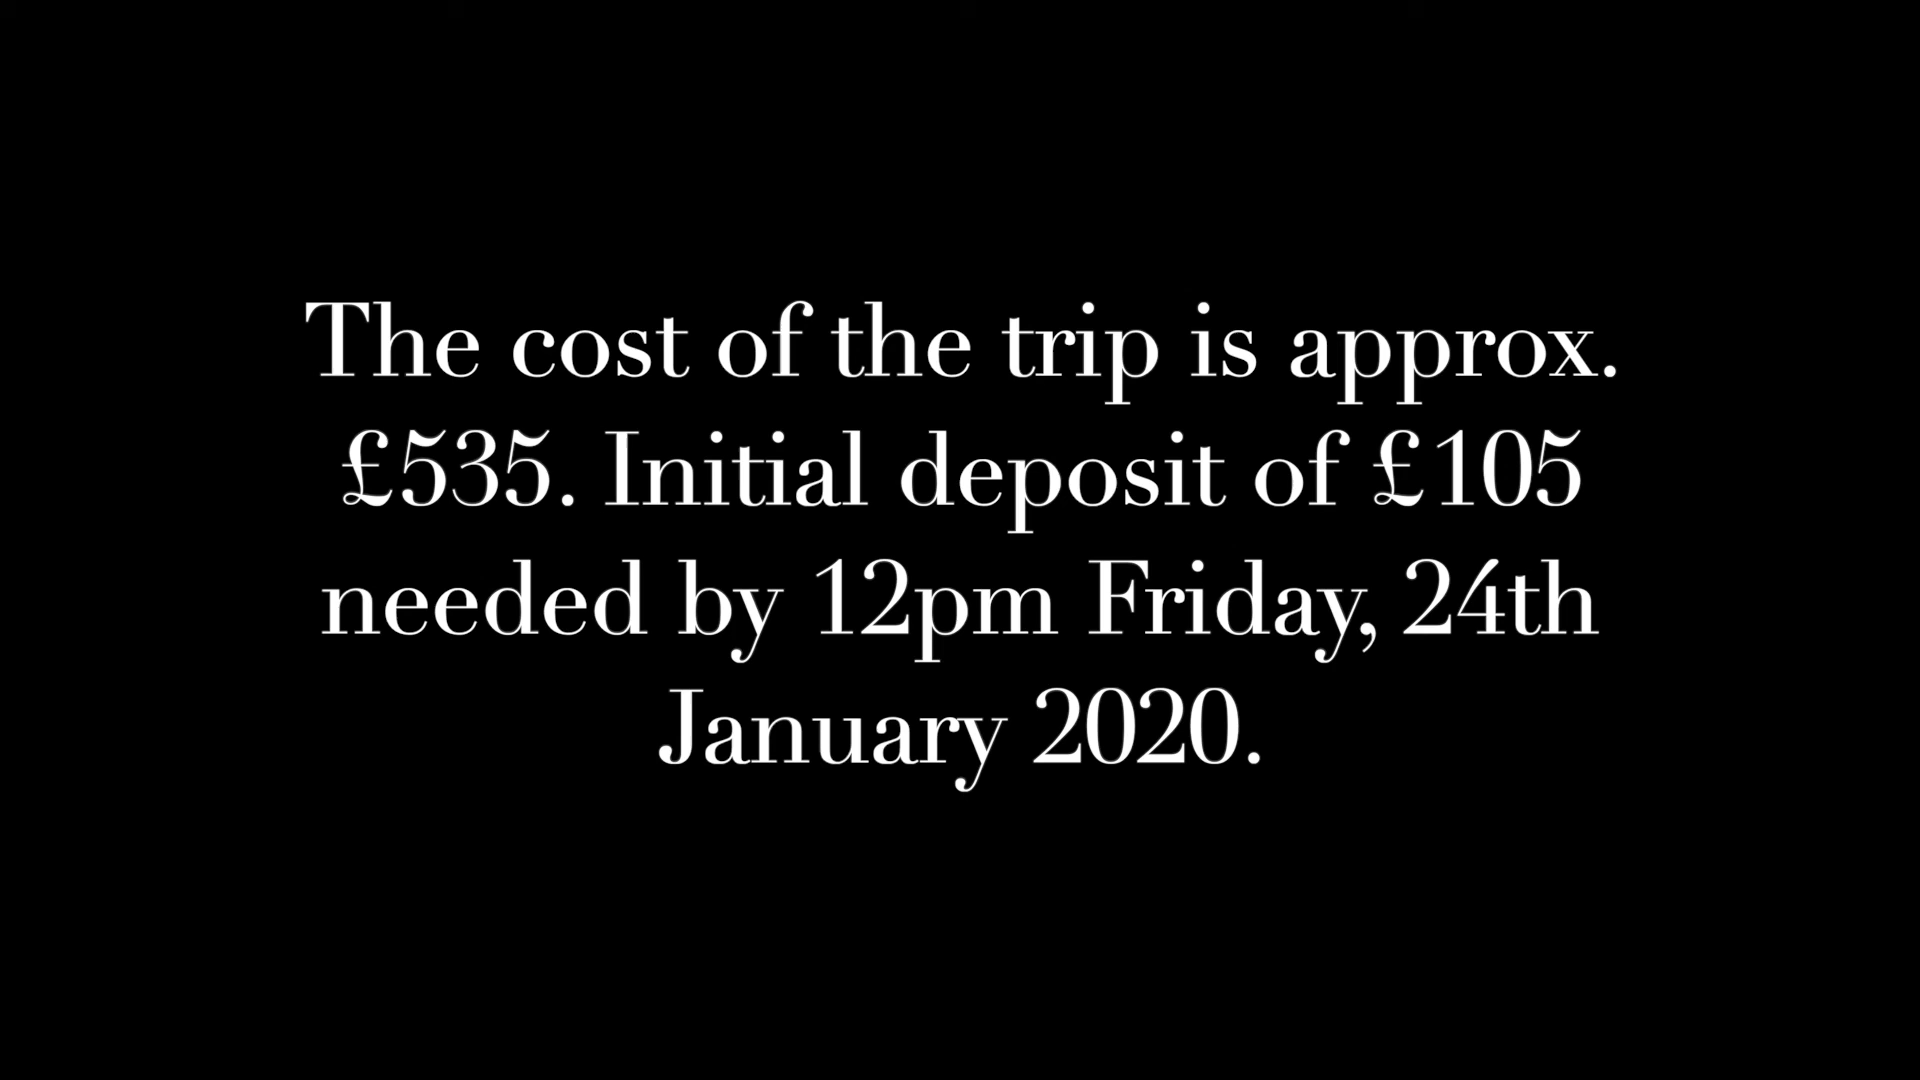 The cost of the trip is approx.
£535. Initial deposit of £105
needed by 12pm Friday, 24th
January 2020.